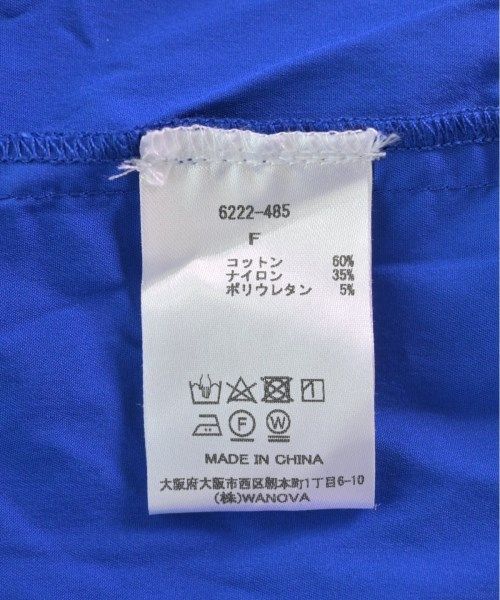 6222-485
F
コットン 60%
ナイロン 35%
ポリウレタン 5%
F W
MADE IN CHINA
大阪府大阪市西区靱本町1丁目6-10
(株)WANOVA